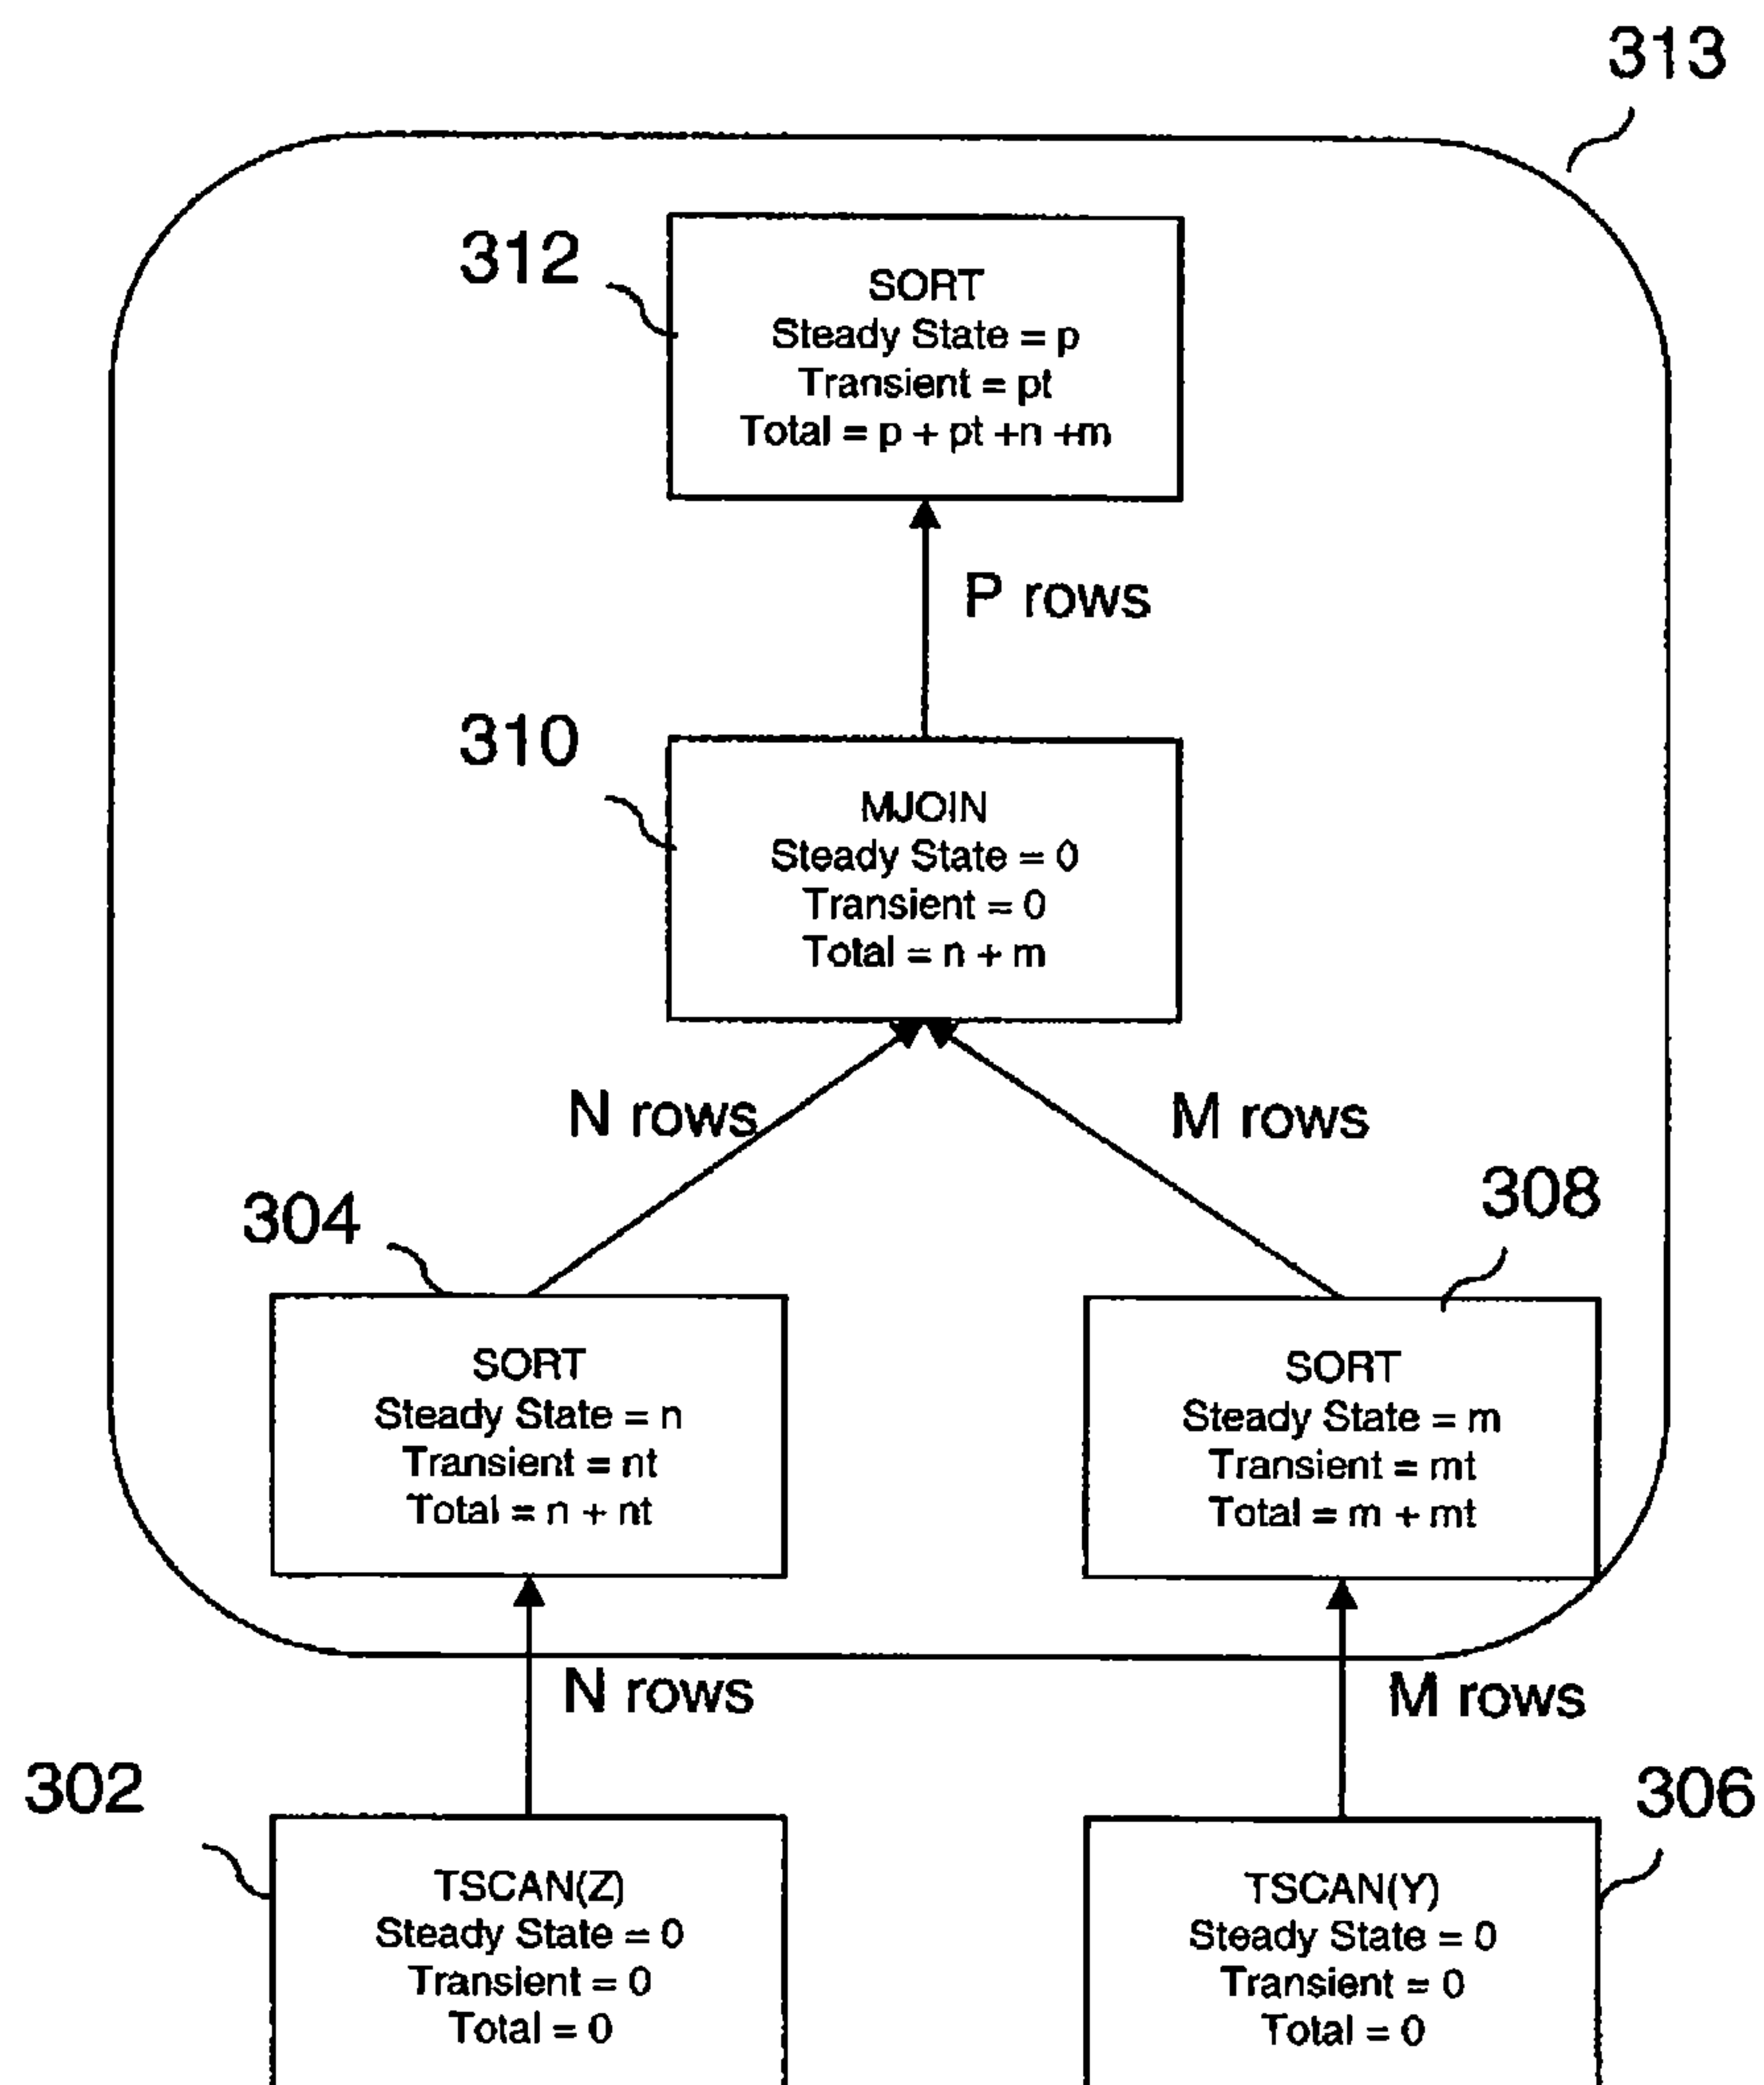 313
312
SORT
Steady State = p
Transient = pt
Total = p + pt +n +m
P rows
310
MJOIN
Steady State = 0
Transient = 0
Total = n + m
N rows
M rows
304
308
SORT
Steady State = n
Transient = nt
Total = n + nt
SORT
Steady State = m
Transient = mt
Total = m + mt
N rows
M rows
302
306
TSCAN(Z)
Steady State = 0
Transient = 0
Total = 0
TSCAN(Y)
Steady State = 0
Transient = 0
Total = 0